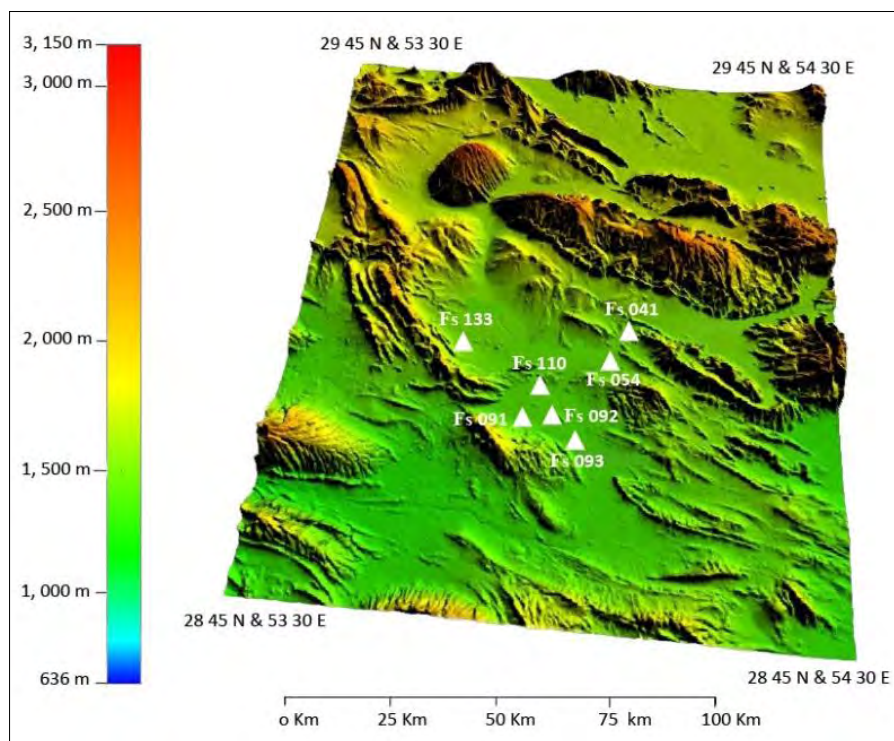 3, 150 m
3, 000 m
2, 500 m
2, 000 m
1, 500 m
1, 000 m
636 m
29 45 N & 53 30 E
29 45 N & 54 30 E
Fs 041
Fs 133
Fs 110
Fs 054
Fs 091
Fs 092
Fs 093
28 45 N & 53 30 E
28 45 N & 54 30 E
o Km
25 Km
50 Km
75 km
100 Km